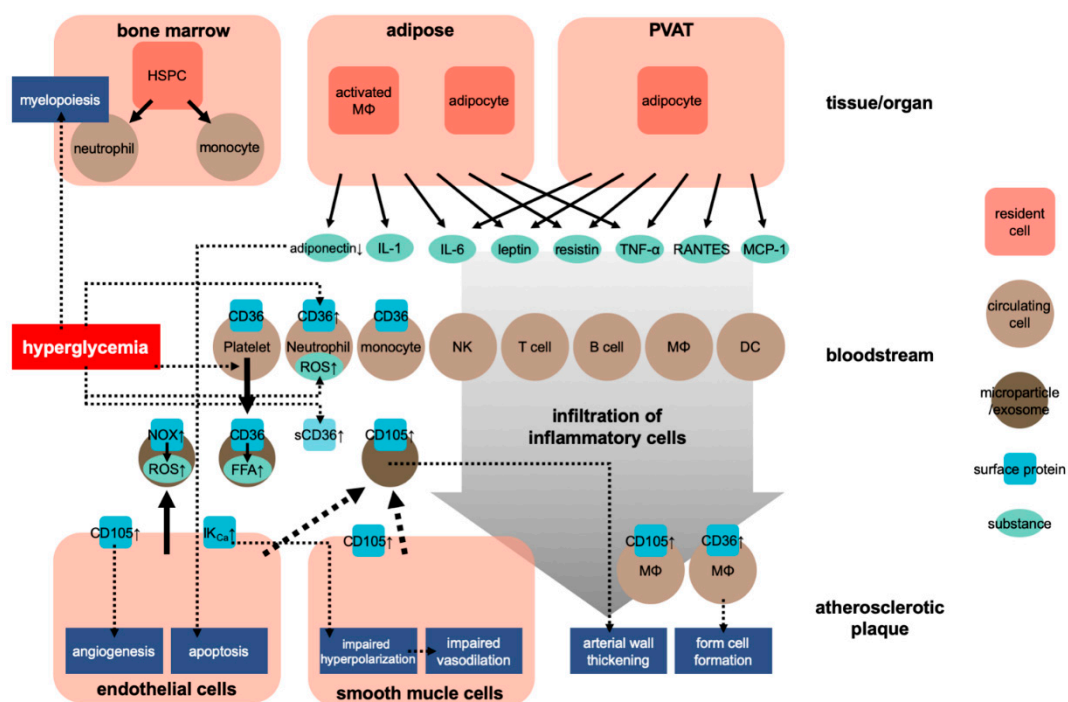 bone marrow
adipose
PVAT
HSPC
activated
MΦ
adipocyte
adipocyte
tissue/organ
myelopoiesis
neutrophil
monocyte
resident
cell
adiponectin↓
IL-1
IL-6
leptin
resistin
TNF-α
RANTES
MCP-1
CD36
CD36↑
CD36
circulating
cell
hyperglycemia
Platelet
Neutrophil
monocyte
NK
T cell
B cell
MΦ
DC
bloodstream
ROS↑
microparticle
/exosome
infiltration of
inflammatory cells
NOX↑
CD36
sCD36↑
CD105↑
ROS↑
FFA↑
surface protein
CD105↑
IKCa↑
CD105↑
CD105↑
CD36↑
substance
MΦ
MΦ
atherosclerotic
plaque
angiogenesis
apoptosis
impaired
hyperpolarization
impaired
vasodilation
arterial wall
thickening
form cell
formation
endothelial cells
smooth mucle cells